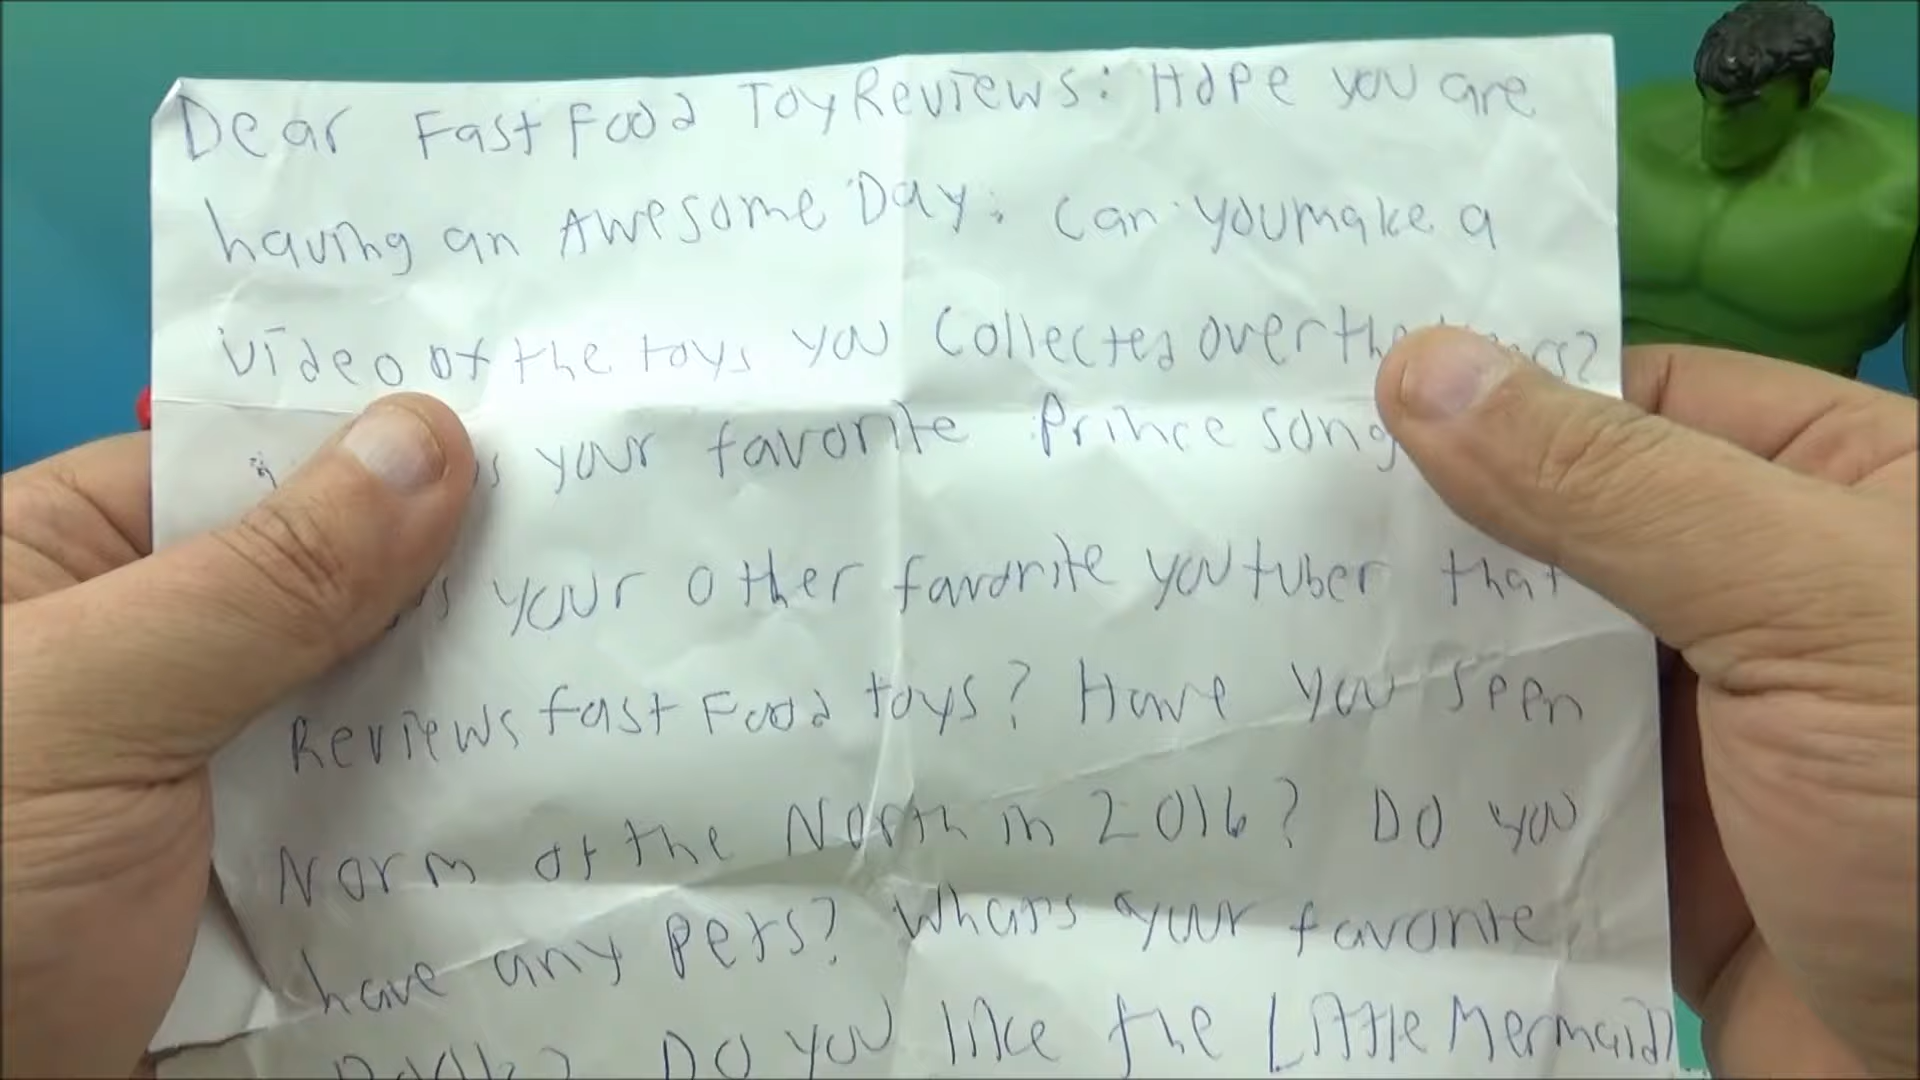 Dear Fast Food Toy Reviews: Hope you are
having an Awesome Day. Can you make a
video of the toys you Collected over the
your favorite Prince song
your other favorite youtuber that
Reviews fast Food toys? Have you seen
Norm of the North in 2016? Do you
have any pets? Whats your favorite
Do you like the Little Mermaid